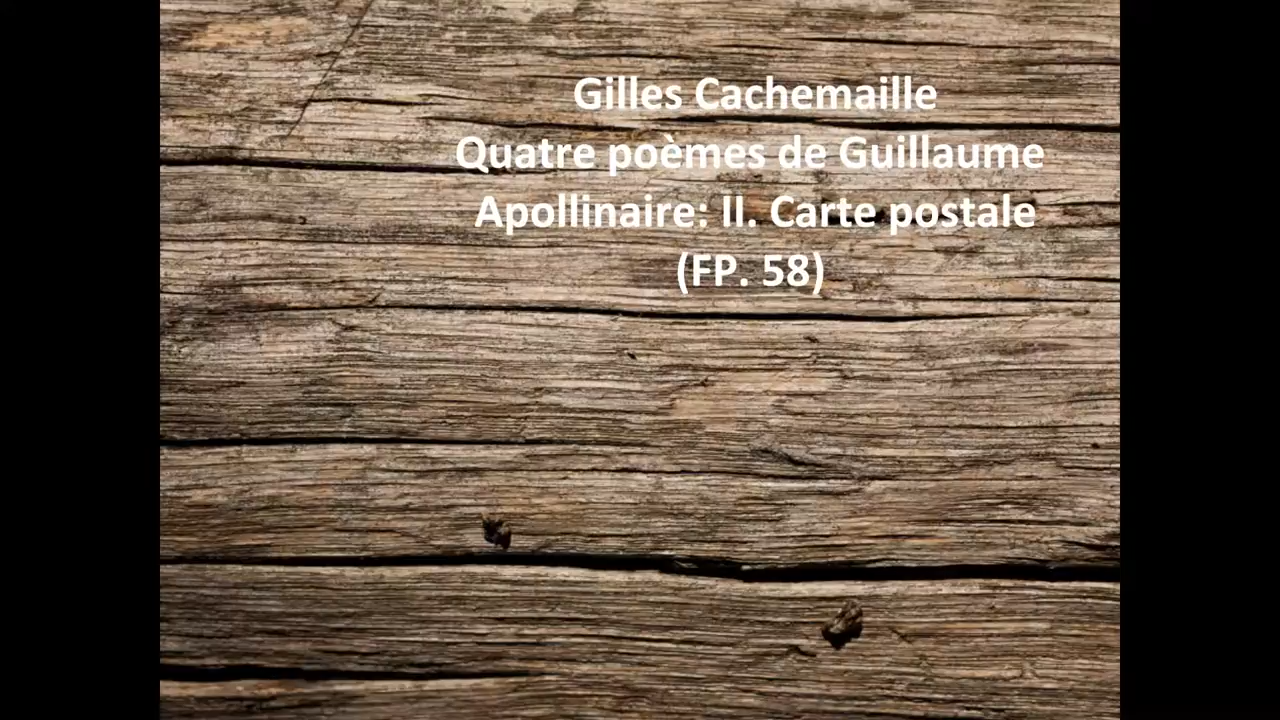 Gilles Cachemaille
Quatre poèmes de Guillaume
Apollinaire: II. Carte postale
(FP. 58)